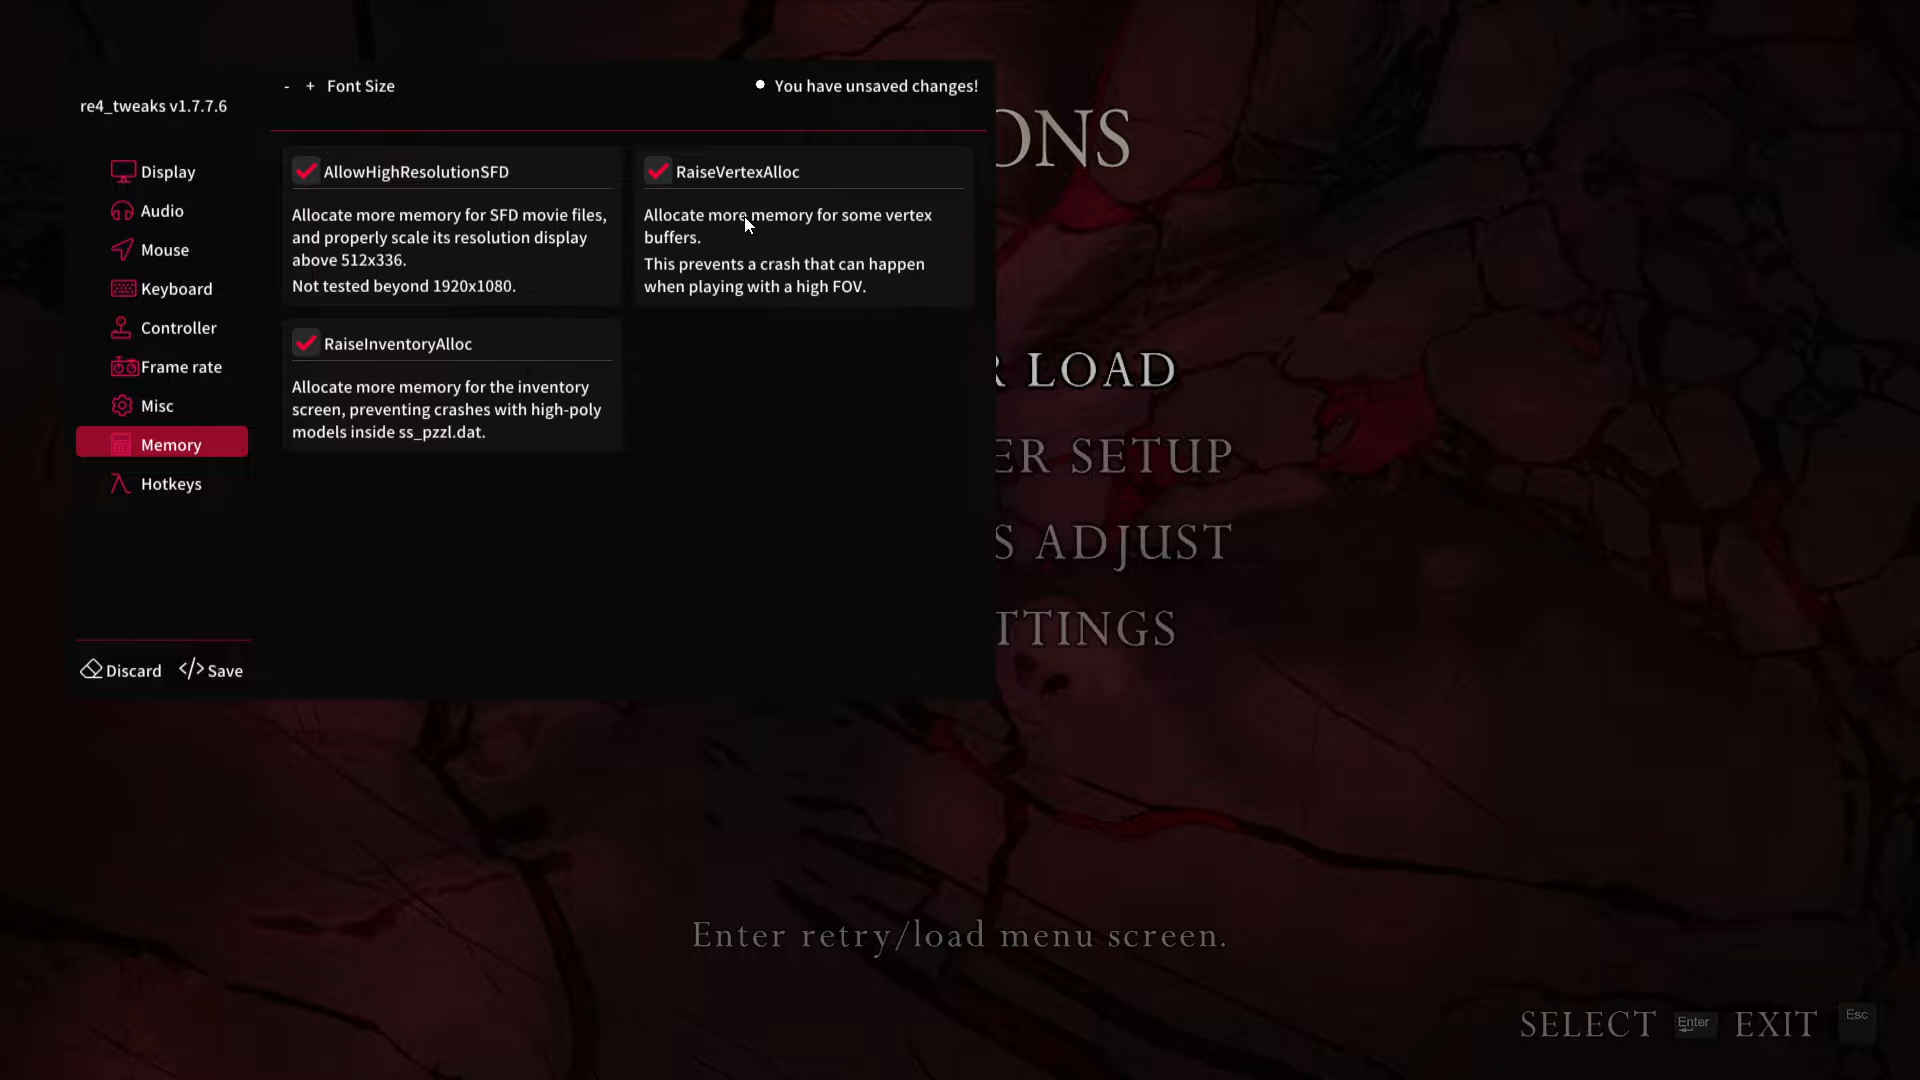 - + Font Size
You have unsaved changes!
re4_tweaks v1.7.7.6
Display
Audio
Mouse
Keyboard
Controller
Frame rate
Misc
Memory
Hotkeys
Discard </> Save
AllowHighResolutionSFD
Allocate more memory for SFD movie files,
and properly scale its resolution display
above 512x336.
Not tested beyond 1920x1080.
RaiseVertexAlloc
Allocate more memory for some vertex
buffers.
This prevents a crash that can happen
when playing with a high FOV.
RaiseInventoryAlloc
Allocate more memory for the inventory
screen, preventing crashes with high-poly
models inside ss_pzzl.dat.
ONS
R LOAD
ER SETUP
S ADJUST
TTINGS
Enter retry/load menu screen.
SELECT Enter EXIT Esc